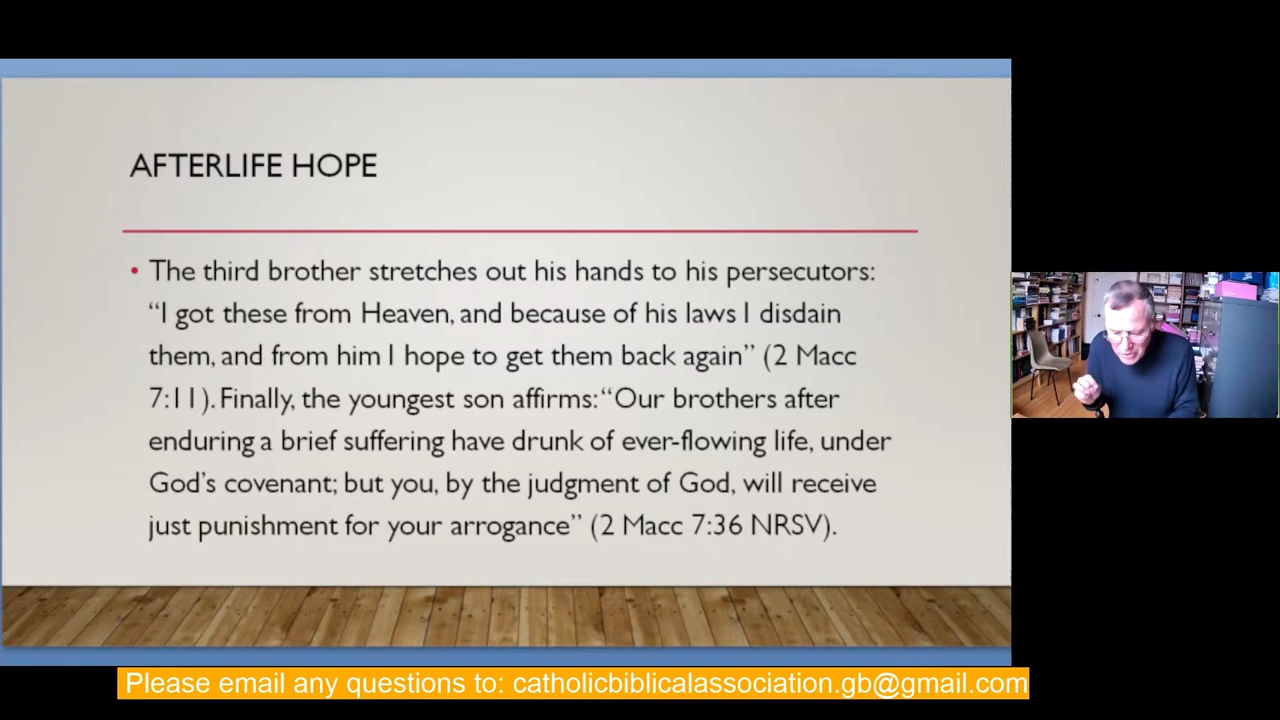 AFTERLIFE HOPE
• The third brother stretches out his hands to his persecutors:
“I got these from Heaven, and because of his laws I disdain
them, and from him I hope to get them back again” (2 Macc
7:11). Finally, the youngest son affirms: “Our brothers after
enduring a brief suffering have drunk of ever-flowing life, under
God’s covenant; but you, by the judgment of God, will receive
just punishment for your arrogance” (2 Macc 7:36 NRSV).
Please email any questions to: catholicbiblicalassociation.gb@gmail.com